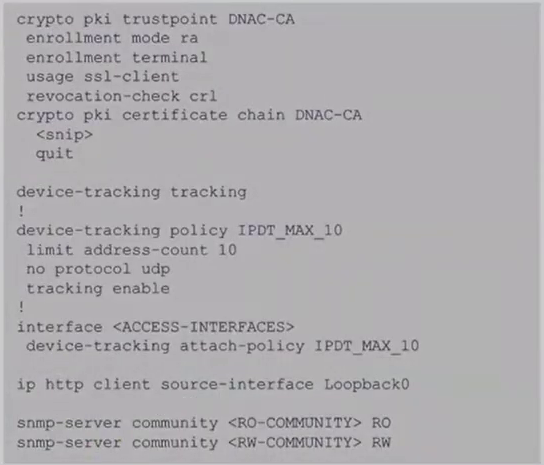 crypto pki trustpoint DNAC-CA
enrollment mode ra
enrollment terminal
usage ssl-client
revocation-check crl
crypto pki certificate chain DNAC-CA
<snip>
quit
device-tracking tracking
!
device-tracking policy IPDT_MAX_10
limit address-count 10
no protocol udp
tracking enable
!
interface <ACCESS-INTERFACES>
device-tracking attach-policy IPDT_MAX_10
ip http client source-interface Loopback0
snmp-server community <RO-COMMUNITY> RO
snmp-server community <RW-COMMUNITY> RW